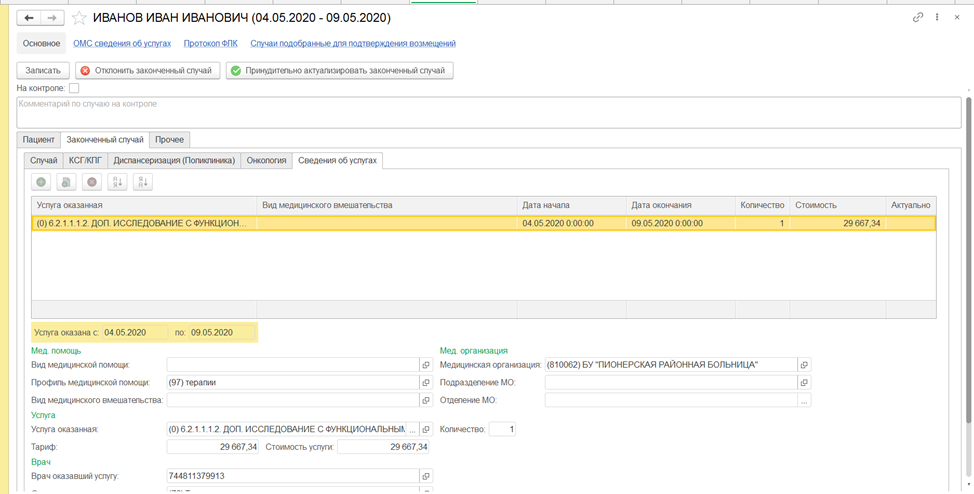 ИВАНОВ ИВАН ИВАНОВИЧ (04.05.2020 - 09.05.2020)
Основное ОМС сведения об услугах Протокол ФЛК Случаи подобранные для подтверждения возмещений
Записать Отклонить законченный случай Принудительно актуализировать законченный случай
На контроле:
Комментарий по случаю на контроле
Пациент Законченный случай Прочее
Случай КСГ/КПГ Диспансеризация (Поликлиника) Онкология Сведения об услугах
Услуга оказанная Вид медицинского вмешательства Дата начала Дата окончания Количество Стоимость Актуально
(0) 6.2.1.1.1.2. ДОП. ИССЛЕДОВАНИЕ С ФУНКЦИОН... 04.05.2020 0:00:00 09.05.2020 0:00:00 1 29 667,34
Услуга оказана с: 04.05.2020 по: 09.05.2020
Мед. помощь Мед. организация
Вид медицинской помощи: Медицинская организация: (810062) БУ "ПИОНЕРСКАЯ РАЙОННАЯ БОЛЬНИЦА"
Профиль медицинской помощи: (97) терапии Подразделение МО:
Вид медицинского вмешательства: Отделение МО: ...
Услуга
Услуга оказанная: (0) 6.2.1.1.1.2. ДОП. ИССЛЕДОВАНИЕ С ФУНКЦИОНАЛЬНЫМ ... Количество: 1
Тариф: 29 667,34 Стоимость услуги: 29 667,34
Врач
Врач оказавший услугу: 744811379913